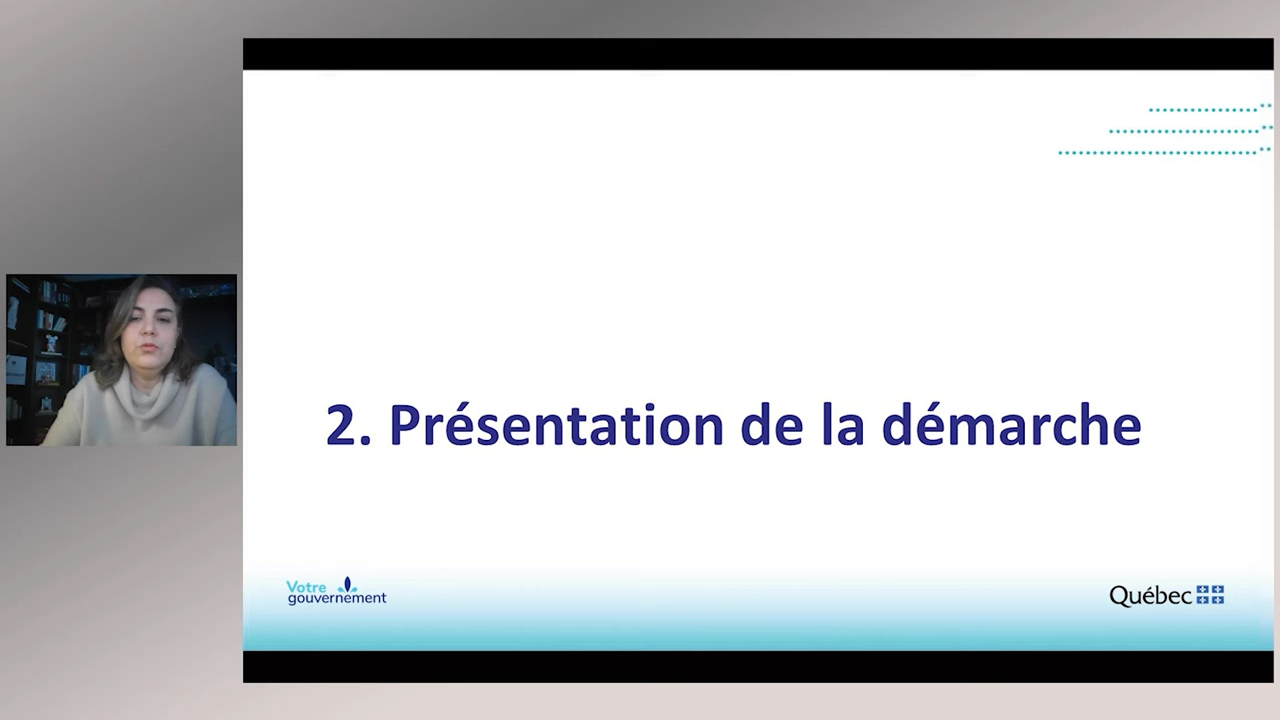 2. Présentation de la démarche
Votre
gouvernement
Québec